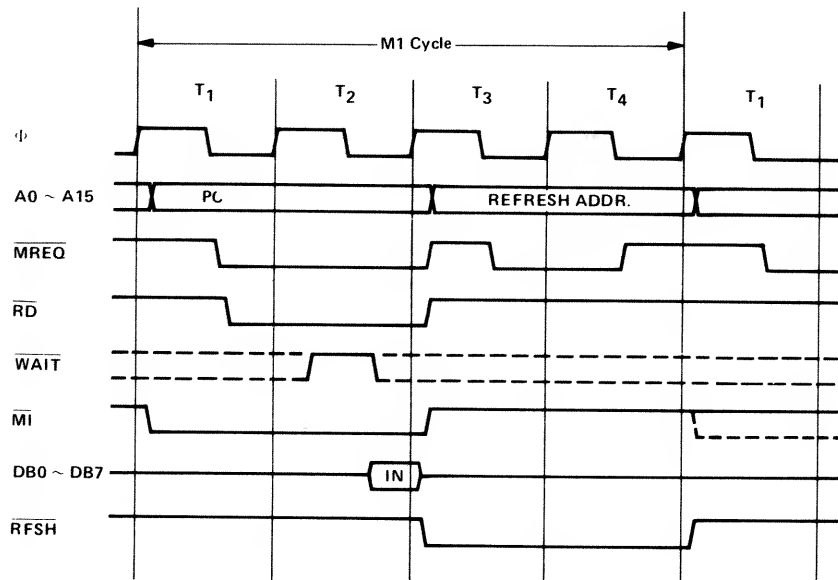 M1 Cycle
T1 T2 T3 T4 T1
Φ
A0 ~ A15 PC REFRESH ADDR.
MREQ
RD
WAIT
MI
DB0 ~ DB7 IN
RFSH